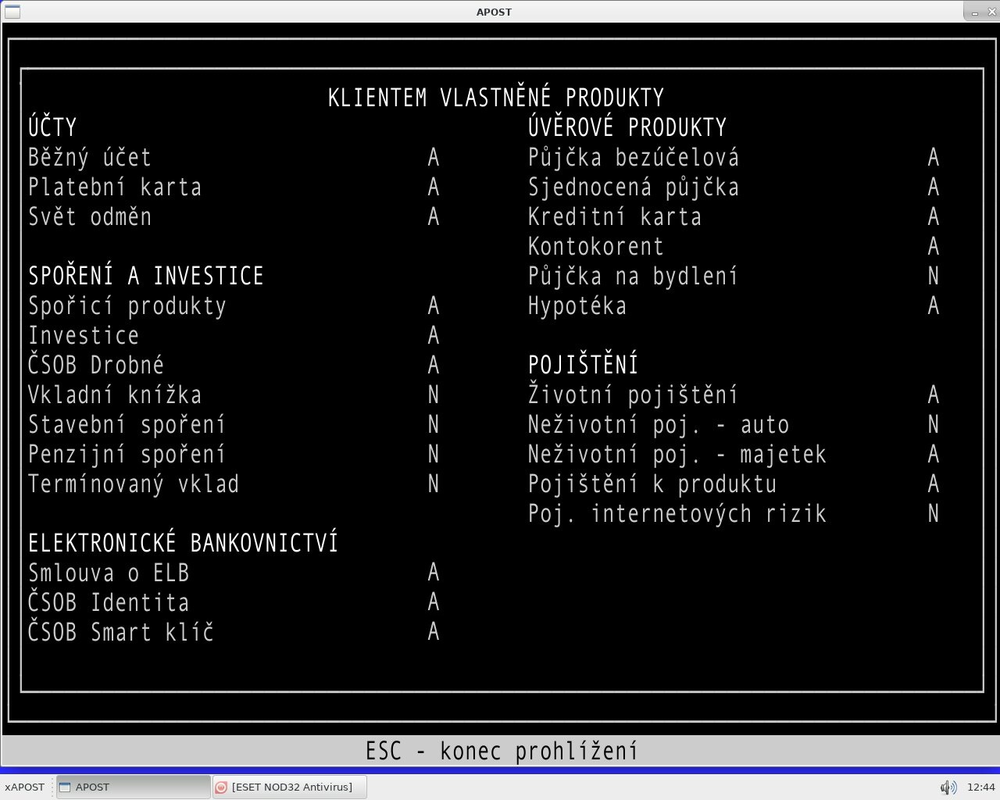 APOST
KLIENTEM VLASTNĚNÉ PRODUKTY
ÚČTY
Běžný účet A
Platební karta A
Svět odměn A
SPOŘENÍ A INVESTICE
Spořicí produkty A
Investice A
ČSOB Drobné A
Vkladní knížka N
Stavební spoření N
Penzijní spoření N
Termínovaný vklad N
ELEKTRONICKÉ BANKOVNICTVÍ
Smlouva o ELB A
ČSOB Identita A
ČSOB Smart klíč A
ÚVĚROVÉ PRODUKTY
Půjčka bezúčelová A
Sjednocená půjčka A
Kreditní karta A
Kontokorent A
Půjčka na bydlení N
Hypotéka A
POJIŠTĚNÍ
Životní pojištění A
Neživotní poj. - auto N
Neživotní poj. - majetek A
Pojištění k produktu A
Poj. internetových rizik N
ESC - konec prohlížení
xAPOST APOST [ESET NOD32 Antivirus] 12:44